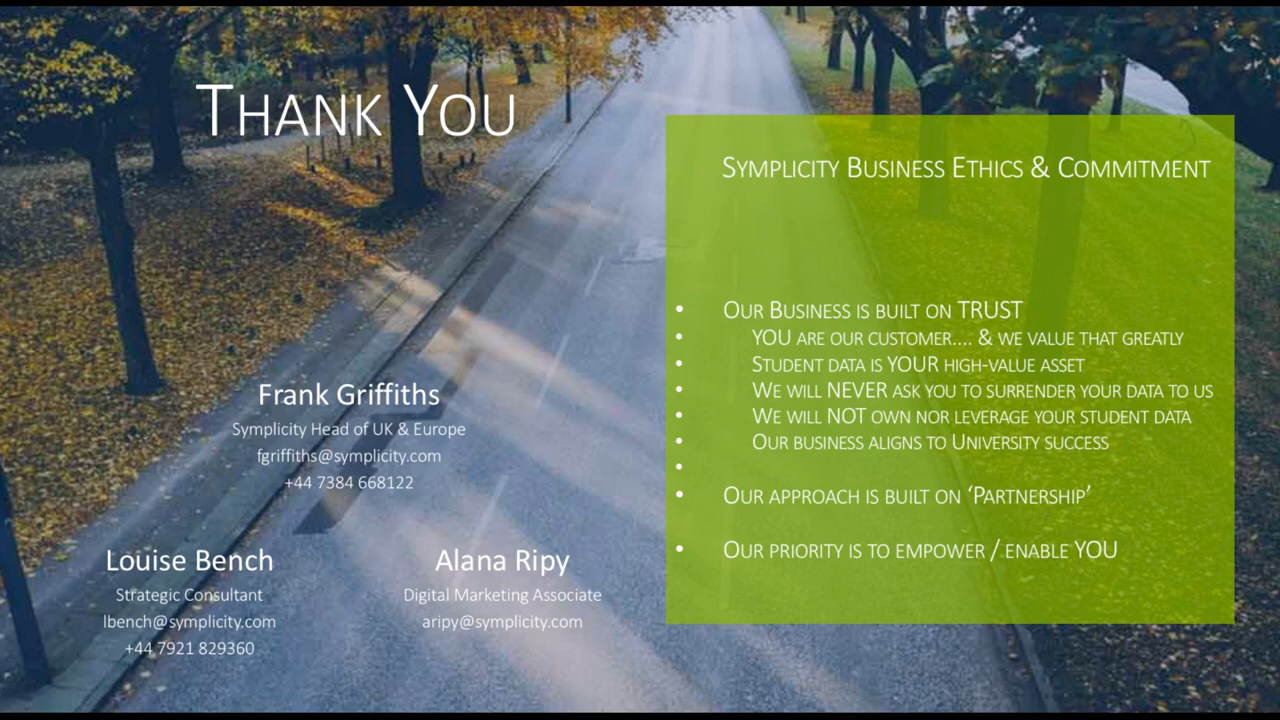 Thank You
Frank Griffiths
Symplicity Head of UK & Europe
fgriffiths@symplicity.com
+44 7384 668122
Louise Bench
Strategic Consultant
lbench@symplicity.com
+44 7921 829360
Alana Ripy
Digital Marketing Associate
aripy@symplicity.com
Symplicity Business Ethics & Commitment
• Our Business is built on TRUST
• YOU are our customer.... & we value that greatly
• Student data is YOUR high-value asset
• We will NEVER ask you to surrender your data to us
• We will NOT own nor leverage your student data
• Our business aligns to University success
•
• Our approach is built on ‘Partnership’
• Our priority is to empower / enable YOU